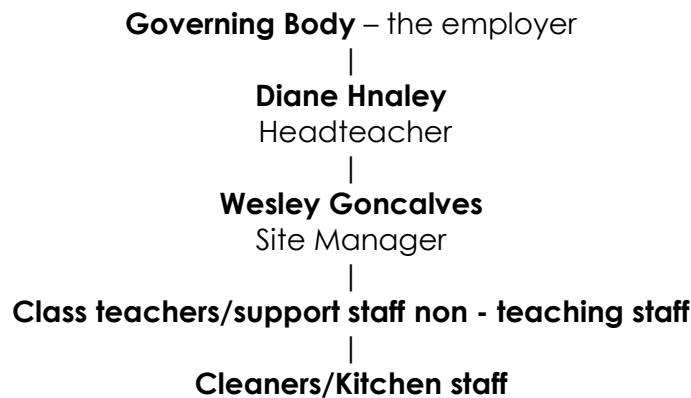 Governing Body – the employer
|
Diane Hnaley
Headteacher
|
Wesley Goncalves
Site Manager
|
Class teachers/support staff non - teaching staff
|
Cleaners/Kitchen staff